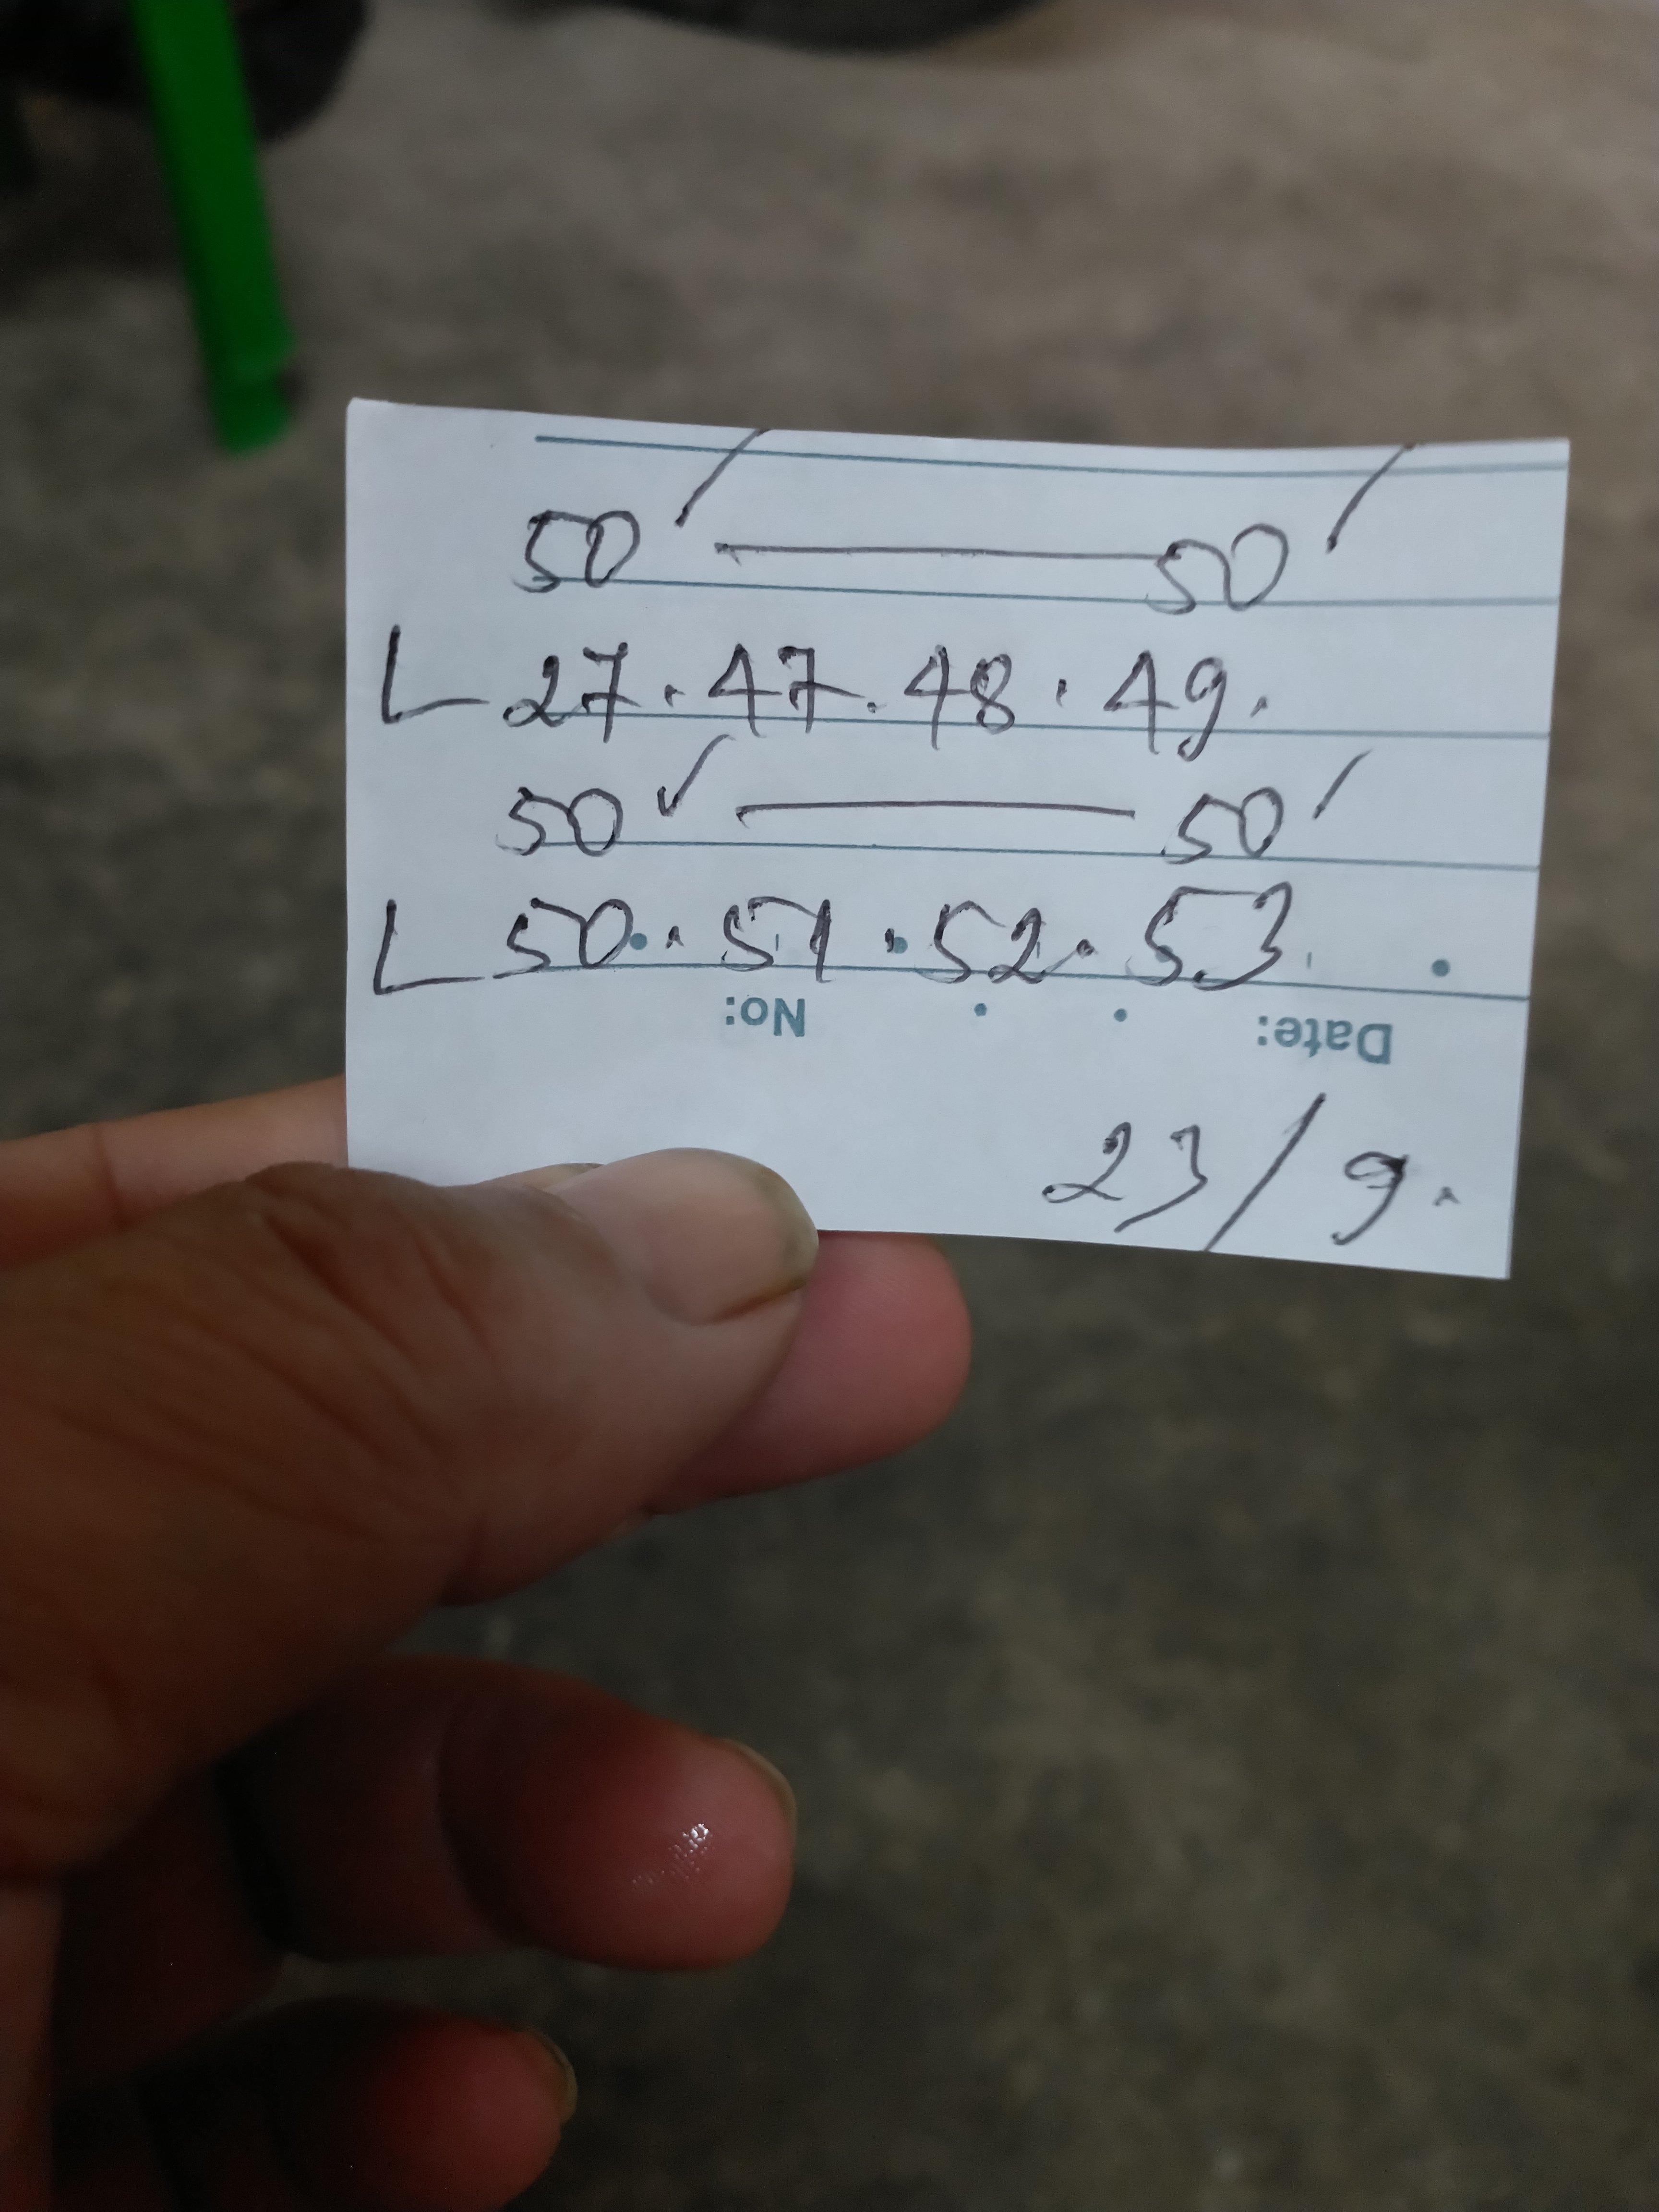 50 / — 50 /
L 27 . 47 . 48 . 49 .
50 ✓ — 50 /
L 50 . 51 . 52 . 53
No: Date:
23 / 9 .